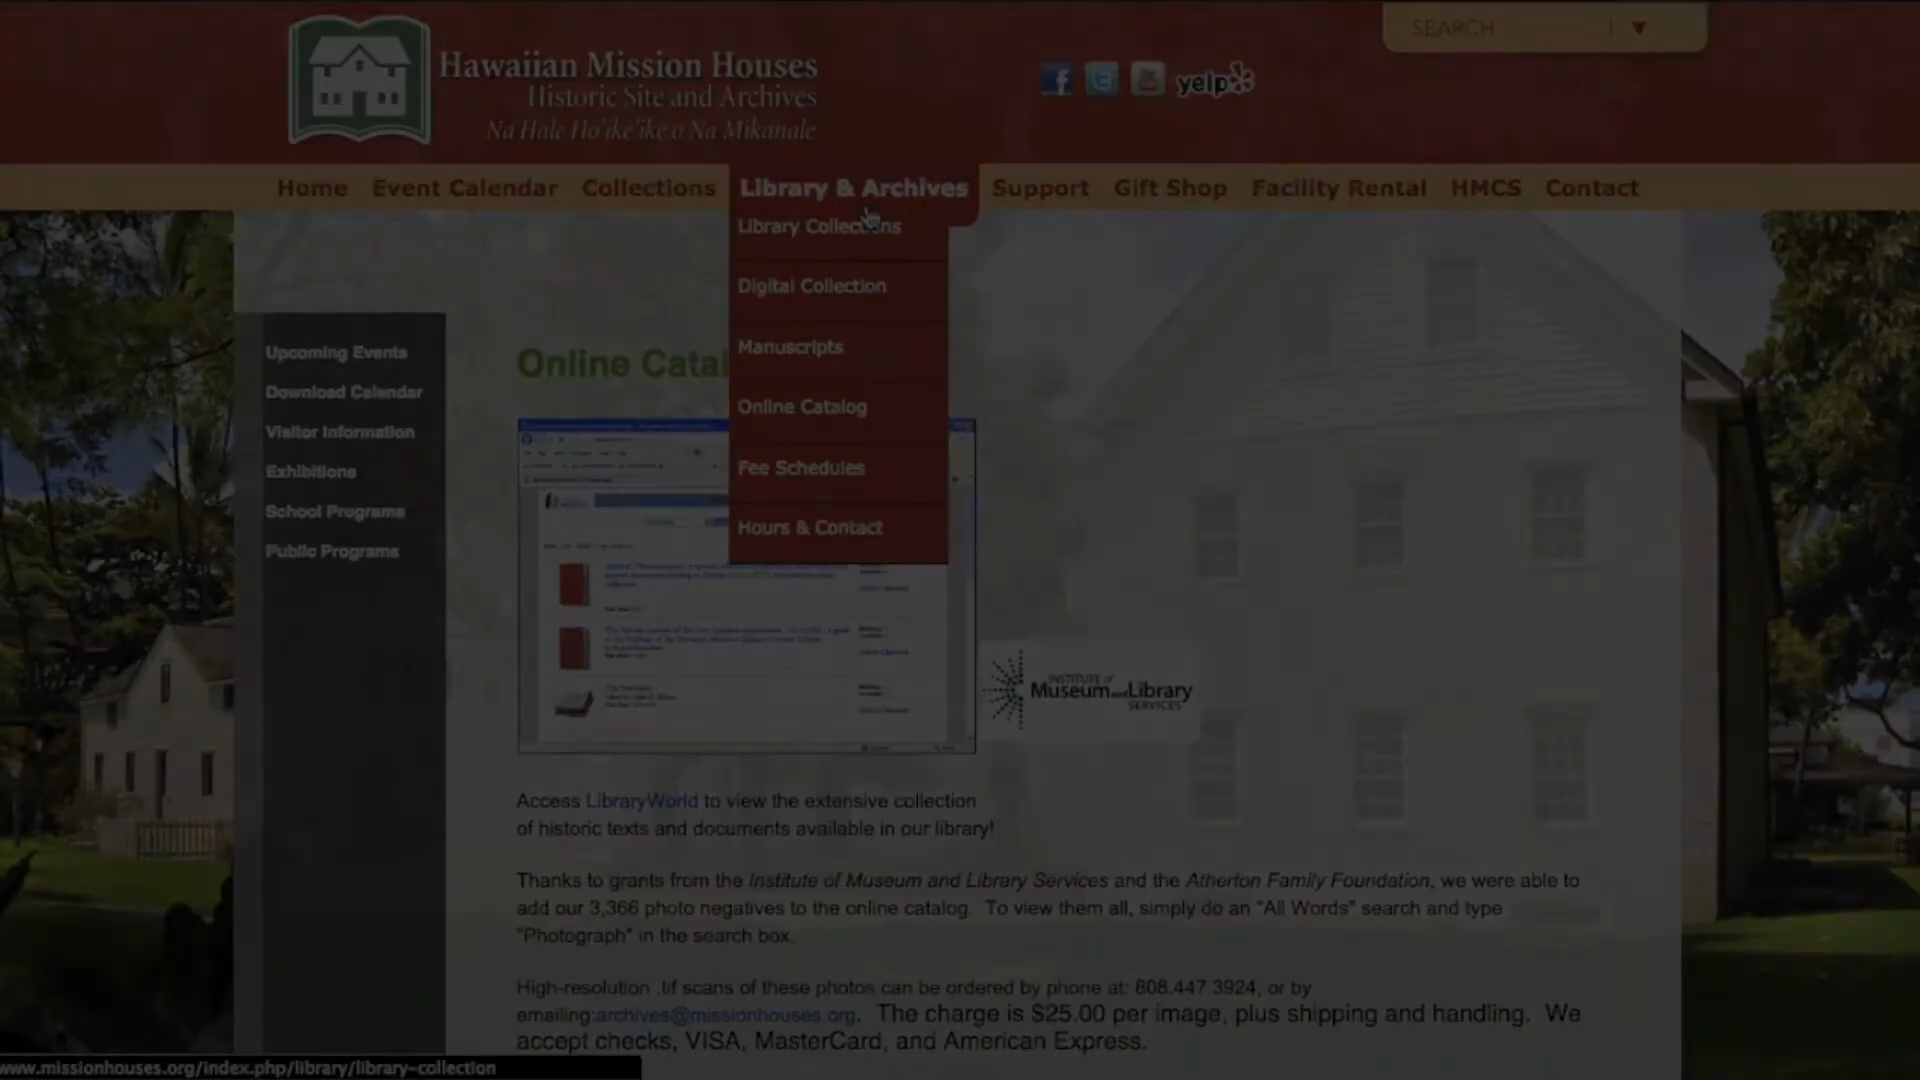 SEARCH
Hawaiian Mission Houses
Historic Site and Archives
Na Hale Ho'ike'ike o Na Mikanele
yelp
Home Event Calendar Collections Library & Archives Support Gift Shop Facility Rental HMCS Contact
Library Collections
Digital Collection
Manuscripts
Online Catalog
Fee Schedules
Hours & Contact
Upcoming Events
Download Calendar
Visitor Information
Exhibitions
School Programs
Public Programs
Online Catal
INSTITUTE of
Museum and Library
SERVICES
Access LibraryWorld to view the extensive collection
of historic texts and documents available in our library!
Thanks to grants from the Institute of Museum and Library Services and the Atherton Family Foundation, we were able to
add our 3,366 photo negatives to the online catalog. To view them all, simply do an "All Words" search and type
"Photograph" in the search box.
High-resolution .tif scans of these photos can be ordered by phone at: 808.447.3924, or by
emailing:archives@missionhouses.org. The charge is $25.00 per image, plus shipping and handling. We
accept checks, VISA, MasterCard, and American Express.
www.missionhouses.org/index.php/library/library-collection